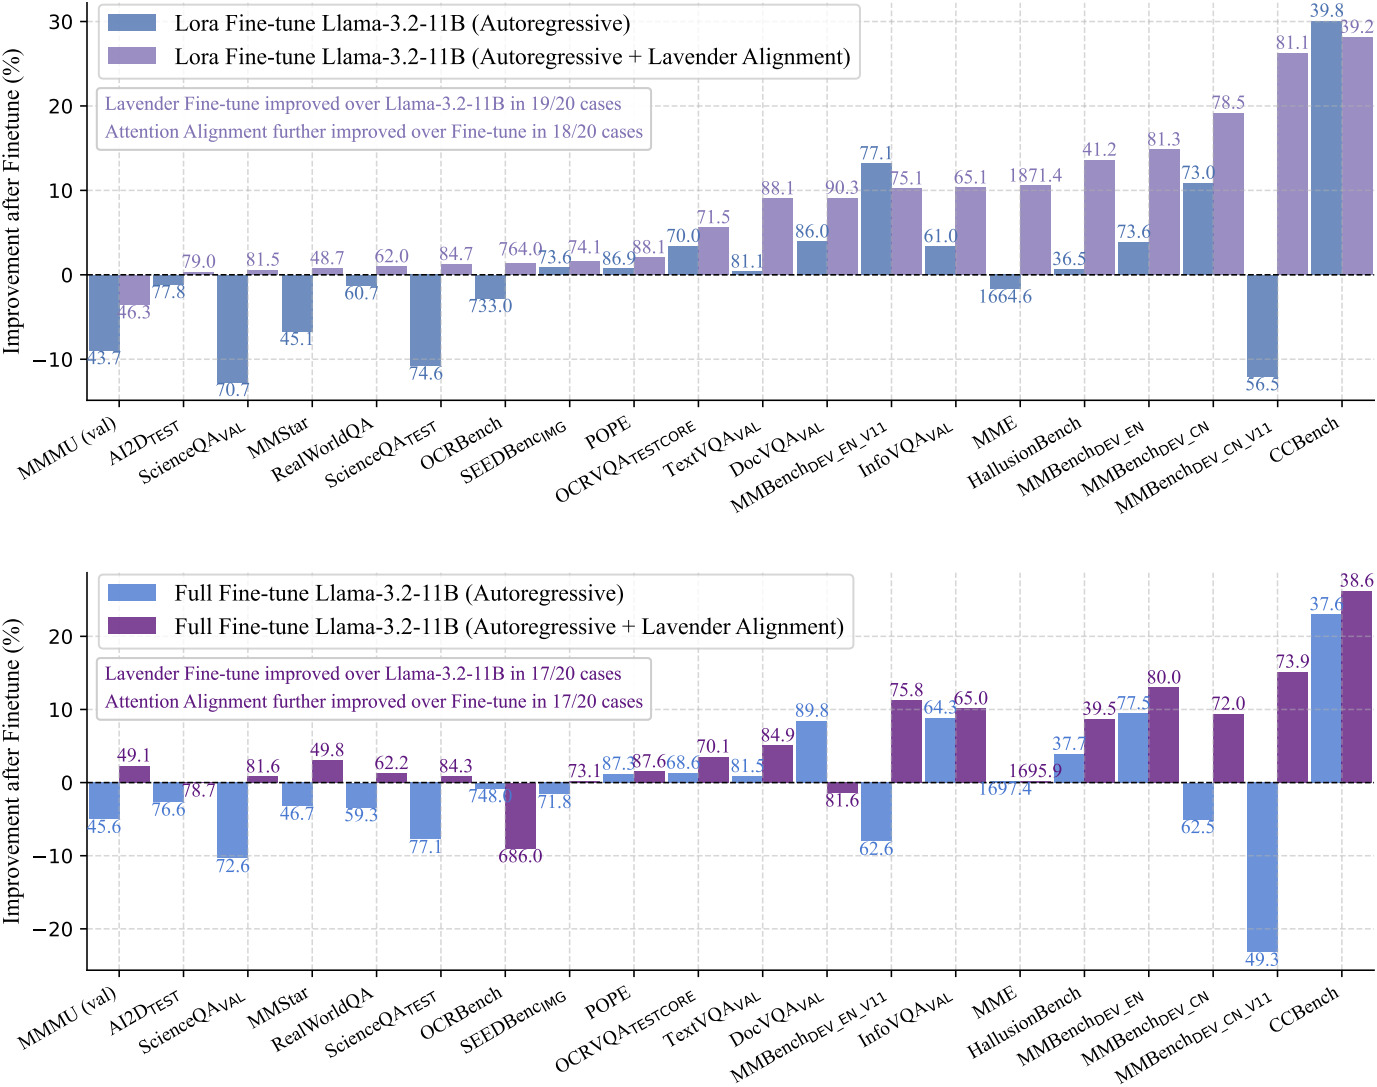 Improvement after Finetune (%)
30
20
10
0
−10
Lora Fine-tune Llama-3.2-11B (Autoregressive)
Lora Fine-tune Llama-3.2-11B (Autoregressive + Lavender Alignment)
Lavender Fine-tune improved over Llama-3.2-11B in 19/20 cases
Attention Alignment further improved over Fine-tune in 18/20 cases
43.7 46.3
77.8 79.0
70.7 81.5
45.1 48.7
60.7 62.0
74.6 84.7
733.0 764.0
73.6 74.1
86.9 88.1
70.0 71.5
81.1 88.1
86.0 90.3
77.1 75.1
61.0 65.1
1664.6 1871.4
36.5 41.2
73.6 81.3
73.0 78.5
56.5 81.1
39.8 39.2
MMMU (val)
AI2DTEST
ScienceQAVAL
MMStar
RealWorldQA
ScienceQATEST
OCRBench
SEEDBencIMG
POPE
OCRVQATESTCORE
TextVQAVAL
DocVQAVAL
MMBenchDEV_EN_V11
InfoVQAVAL
MME
HallusionBench
MMBenchDEV_EN
MMBenchDEV_CN
MMBenchDEV_CN_V11
CCBench
Improvement after Finetune (%)
20
10
0
−10
−20
Full Fine-tune Llama-3.2-11B (Autoregressive)
Full Fine-tune Llama-3.2-11B (Autoregressive + Lavender Alignment)
Lavender Fine-tune improved over Llama-3.2-11B in 17/20 cases
Attention Alignment further improved over Fine-tune in 17/20 cases
45.6 49.1
76.6 78.7
72.6 81.6
46.7 49.8
59.3 62.2
77.1 84.3
748.0 686.0
71.8 73.1
87.3 87.6
68.6 70.1
81.5 84.9
89.8 81.6
62.6 75.8
64.3 65.0
1697.4 1695.9
37.7 39.5
77.5 80.0
62.5 72.0
49.3 73.9
37.6 38.6
MMMU (val)
AI2DTEST
ScienceQAVAL
MMStar
RealWorldQA
ScienceQATEST
OCRBench
SEEDBencIMG
POPE
OCRVQATESTCORE
TextVQAVAL
DocVQAVAL
MMBenchDEV_EN_V11
InfoVQAVAL
MME
HallusionBench
MMBenchDEV_EN
MMBenchDEV_CN
MMBenchDEV_CN_V11
CCBench